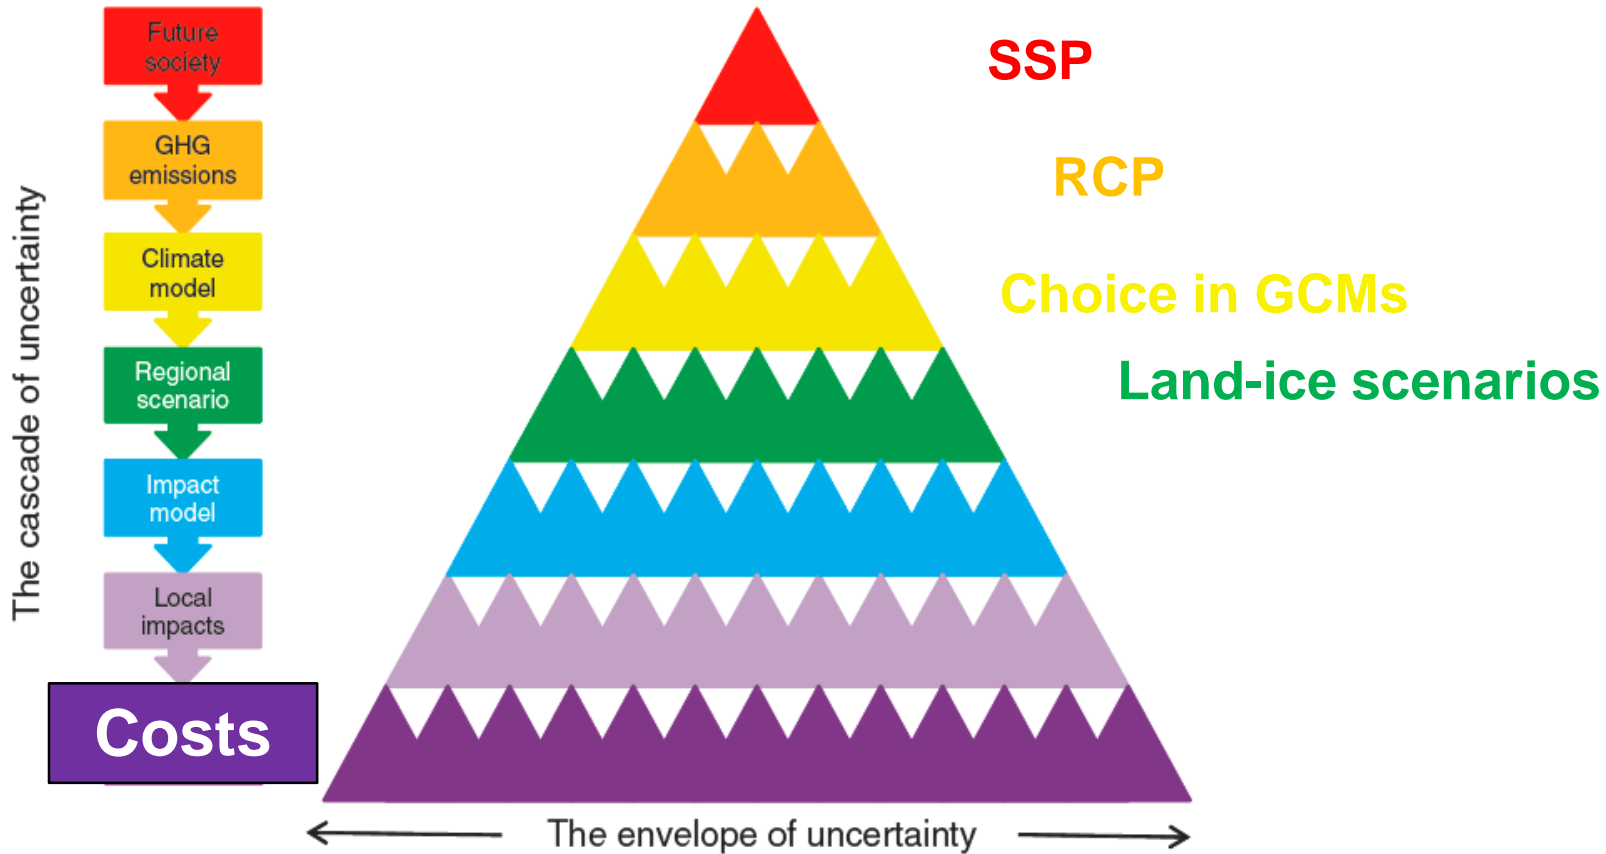 The cascade of uncertainty
Future
society
GHG
emissions
Climate
model
Regional
scenario
Impact
model
Local
impacts
Costs
SSP
RCP
Choice in GCMs
Land-ice scenarios
The envelope of uncertainty